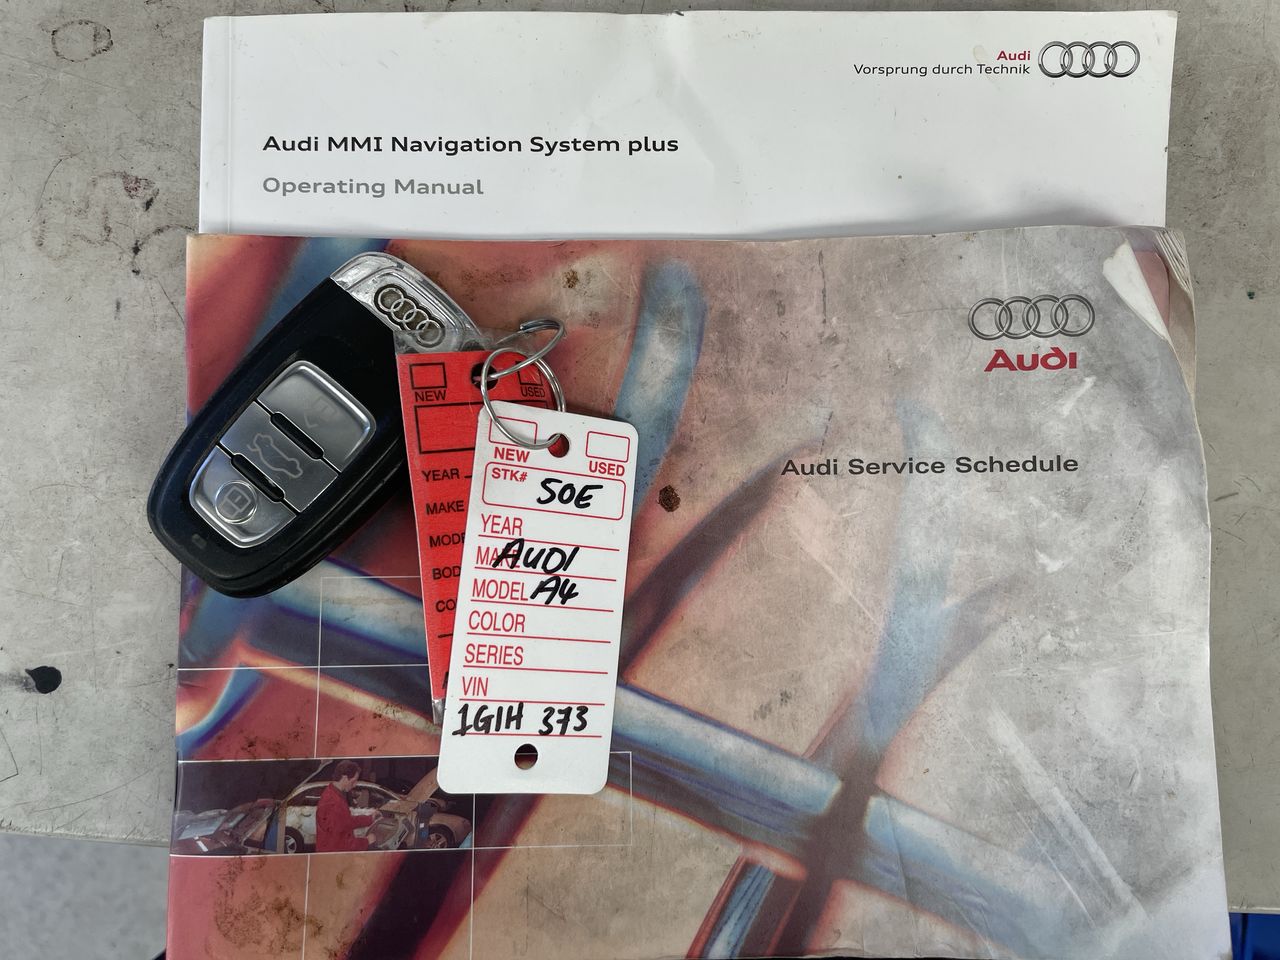 Audi
Vorsprung durch Technik
Audi MMI Navigation System plus
Operating Manual
Audi
Audi Service Schedule
NEW
USED
YEAR
MAKE
NEW
USED
STK#
SOE
YEAR
MAKE AUDI
MODEL A4
COLOR
SERIES
VIN
1GIH 373